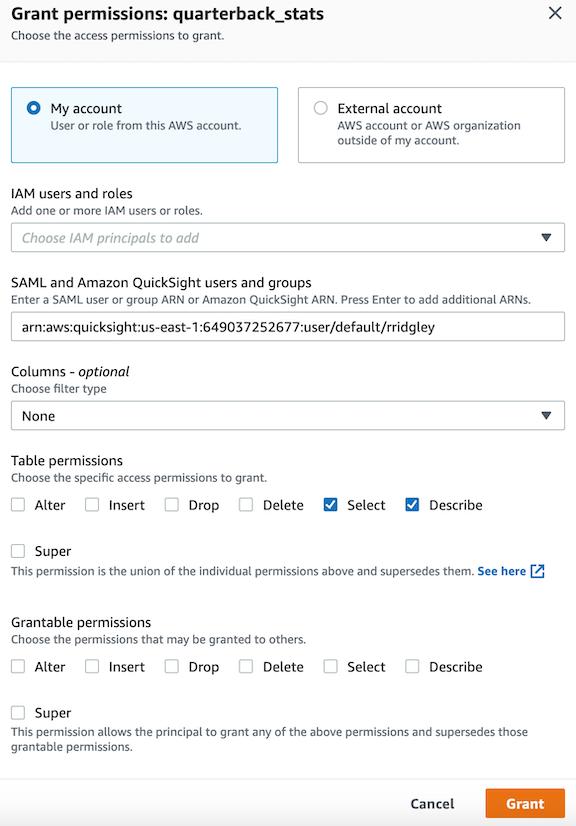 Grant permissions: quarterback_stats
Choose the access permissions to grant.
My account
User or role from this AWS account.
External account
AWS account or AWS organization
outside of my account.
IAM users and roles
Add one or more IAM users or roles.
Choose IAM principals to add
SAML and Amazon QuickSight users and groups
Enter a SAML user or group ARN or Amazon QuickSight ARN. Press Enter to add additional ARNs.
arn:aws:quicksight:us-east-1:649037252677:user/default/rridgley
Columns - optional
Choose filter type
None
Table permissions
Choose the specific access permissions to grant.
Alter Insert Drop Delete Select Describe
Super
This permission is the union of the individual permissions above and supersedes them. See here
Grantable permissions
Choose the permissions that may be granted to others.
Alter Insert Drop Delete Select Describe
Super
This permission allows the principal to grant any of the above permissions and supersedes those
grantable permissions.
Cancel Grant